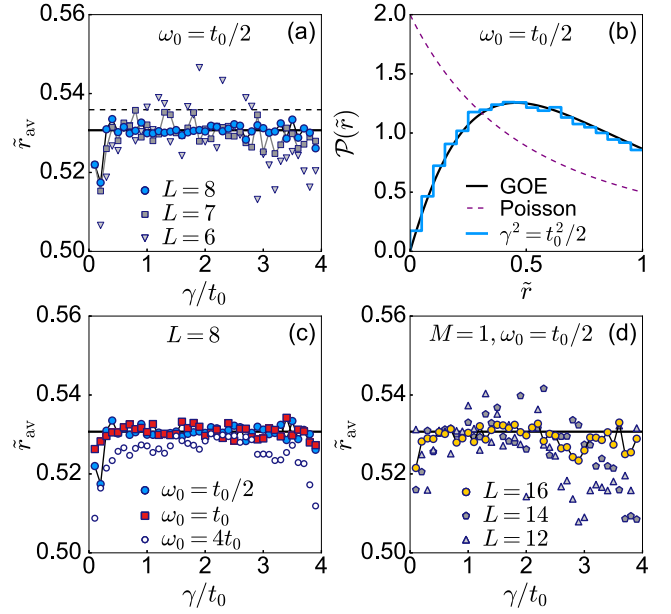 ω₀ = t₀/2 (a)
0.56
0.54
0.52
0.50
r̃ₐᵥ
L = 8
L = 7
L = 6
0 1 2 3 4
γ/t₀
ω₀ = t₀/2 (b)
2.0
1.5
1.0
0.5
0.0
𝒫(r̃)
GOE
Poisson
γ² = t₀²/2
0 0.5 1
r̃
L = 8 (c)
0.56
0.54
0.52
0.50
r̃ₐᵥ
ω₀ = t₀/2
ω₀ = t₀
ω₀ = 4t₀
0 1 2 3 4
γ/t₀
M = 1, ω₀ = t₀/2 (d)
0.56
0.54
0.52
0.50
r̃ₐᵥ
L = 16
L = 14
L = 12
0 1 2 3 4
γ/t₀